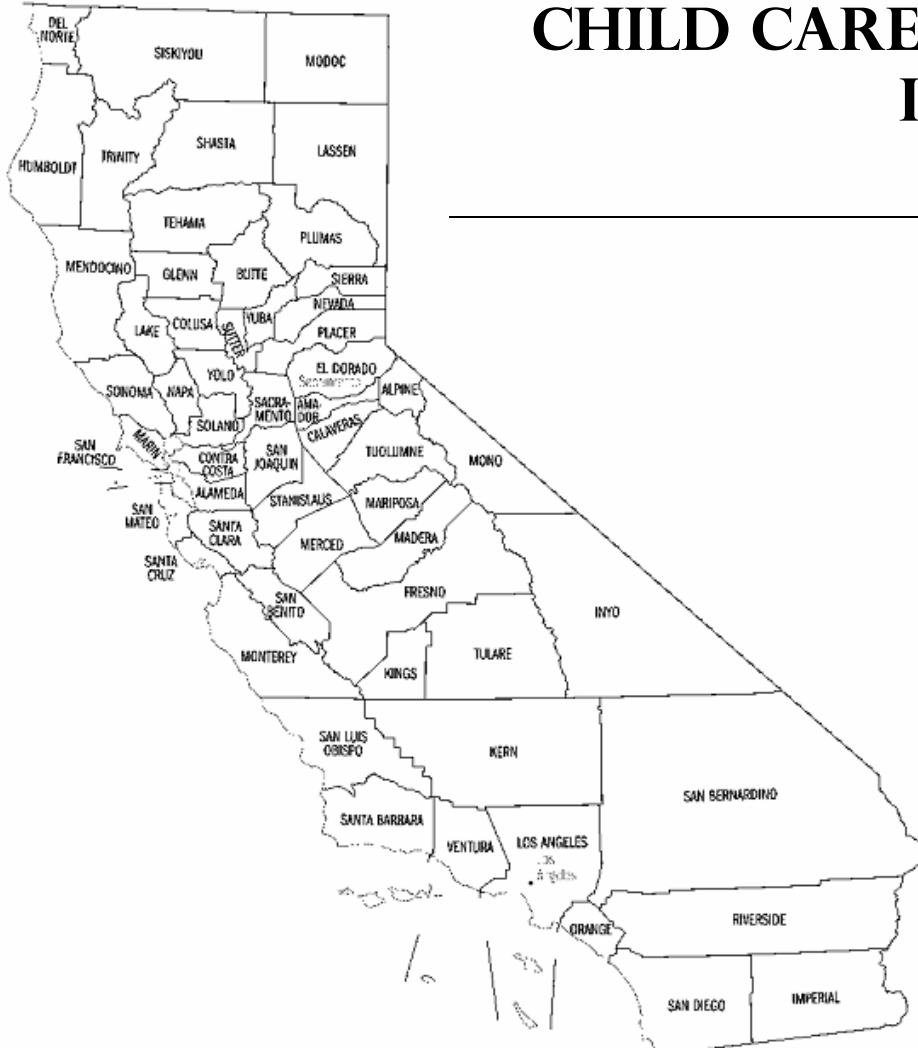 CHILD CARE
I
DEL
NORTE
SISKIYOU
MODOC
HUMBOLDT
TRINITY
SHASTA
LASSEN
TEHAMA
PLUMAS
MENDOCINO
GLENN
BUTTE
SIERRA
NEVADA
YUBA
COLUSA
SUTTER
LAKE
PLACER
EL DORADO
Sacramento
YOLO
ALPINE
SONOMA
NAPA
SACRA-
MENTO
AMA-
DOR
SOLANO
CALAVERAS
MARIN
SAN
FRANCISCO
CONTRA
COSTA
SAN
JOAQUIN
TUOLUMNE
MONO
ALAMEDA
STANISLAUS
MARIPOSA
SAN
MATEO
SANTA
CLARA
MERCED
MADERA
SANTA
CRUZ
FRESNO
SAN
BENITO
INYO
MONTEREY
KINGS
TULARE
SAN LUIS
OBISPO
KERN
SAN BERNARDINO
SANTA BARBARA
VENTURA
LOS ANGELES
Los
Angeles
ORANGE
RIVERSIDE
SAN DIEGO
IMPERIAL